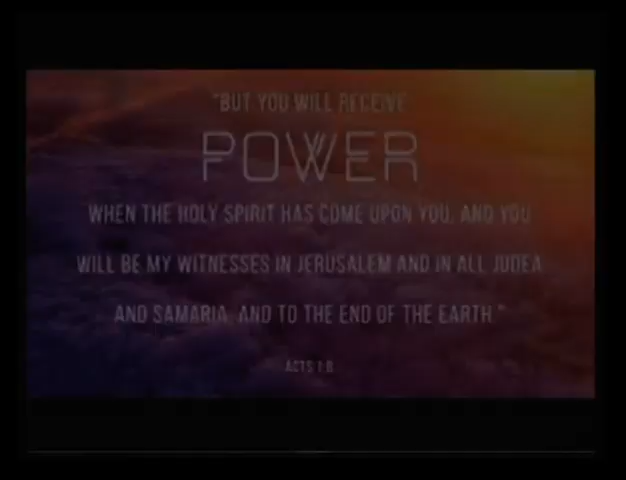 "BUT YOU WILL RECEIVE
POWER
WHEN THE HOLY SPIRIT HAS COME UPON YOU, AND YOU
WILL BE MY WITNESSES IN JERUSALEM AND IN ALL JUDEA
AND SAMARIA, AND TO THE END OF THE EARTH."
ACTS 1:8